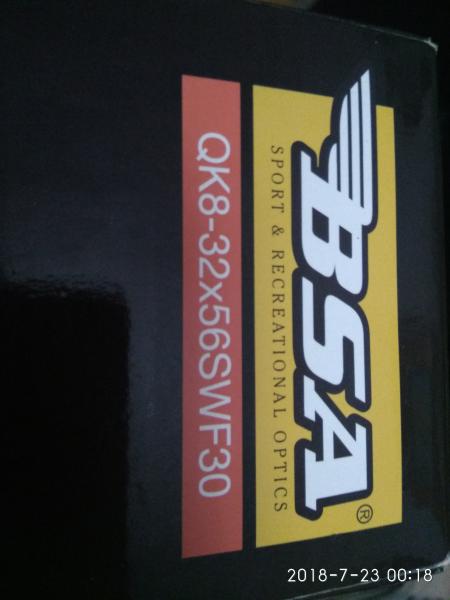 BSA®
SPORT & RECREATIONAL OPTICS
QK8-32x56SWF30
2018-7-23 00:18